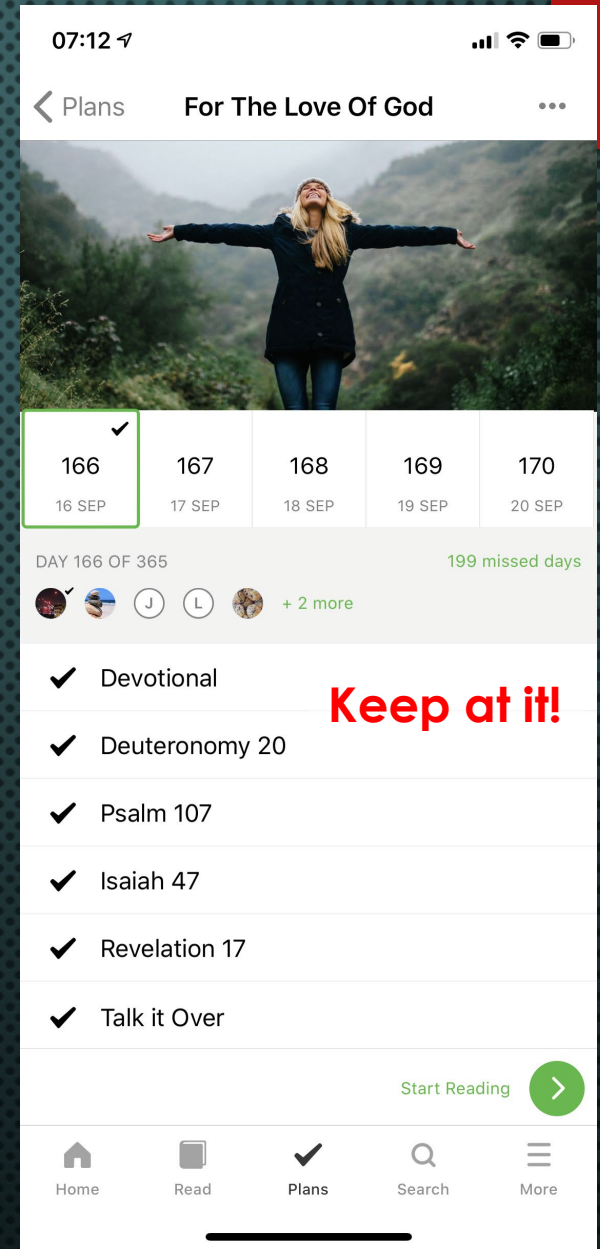 07:12
Plans For The Love Of God
166 167 168 169 170
16 SEP 17 SEP 18 SEP 19 SEP 20 SEP
DAY 166 OF 365 199 missed days
J L + 2 more
Devotional
Keep at it!
Deuteronomy 20
Psalm 107
Isaiah 47
Revelation 17
Talk it Over
Start Reading
Home Read Plans Search More